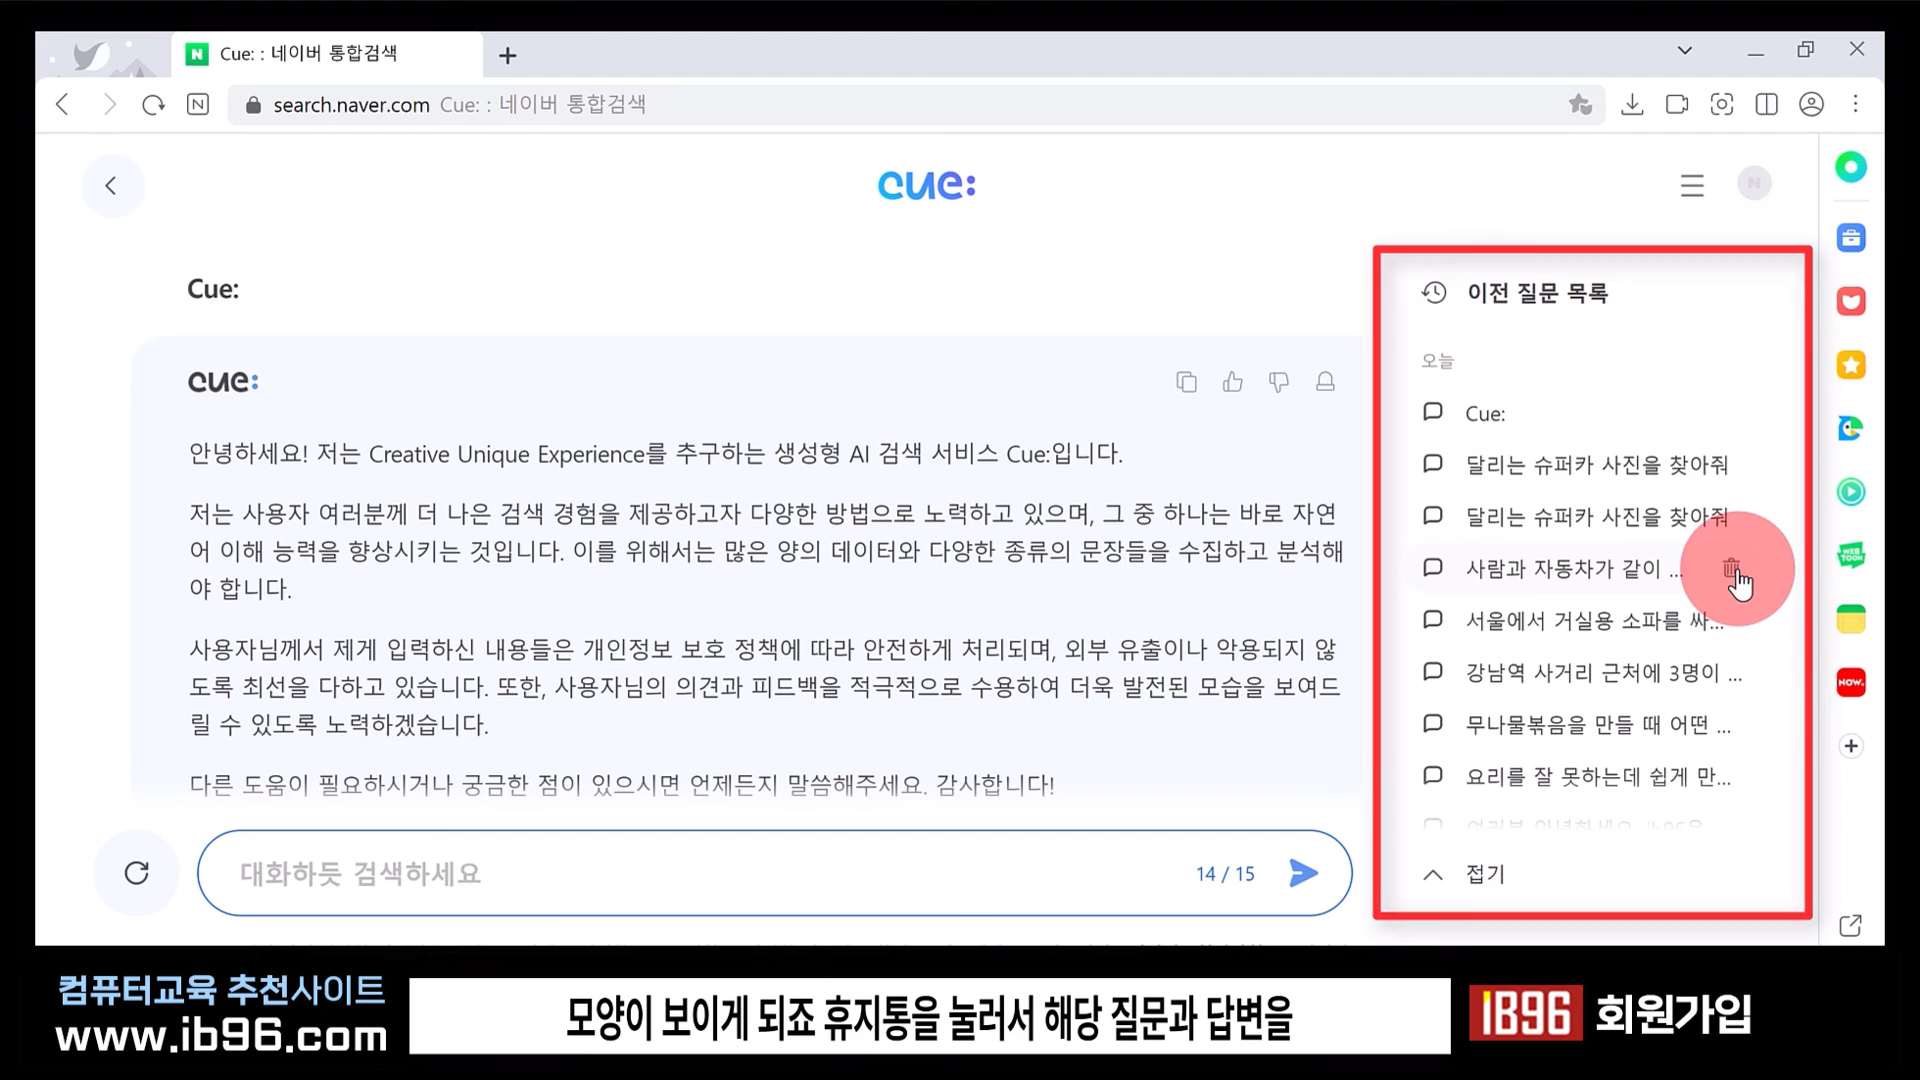 Cue: : 네이버 통합검색
search.naver.com Cue: : 네이버 통합검색
cue:
N
Cue:
cue:
안녕하세요! 저는 Creative Unique Experience를 추구하는 생성형 AI 검색 서비스 Cue:입니다.
저는 사용자 여러분께 더 나은 검색 경험을 제공하고자 다양한 방법으로 노력하고 있으며, 그 중 하나는 바로 자연
어 이해 능력을 향상시키는 것입니다. 이를 위해서는 많은 양의 데이터와 다양한 종류의 문장들을 수집하고 분석해
야 합니다.
사용자님께서 제게 입력하신 내용들은 개인정보 보호 정책에 따라 안전하게 처리되며, 외부 유출이나 악용되지 않
도록 최선을 다하고 있습니다. 또한, 사용자님의 의견과 피드백을 적극적으로 수용하여 더욱 발전된 모습을 보여드
릴 수 있도록 노력하겠습니다.
다른 도움이 필요하시거나 궁금한 점이 있으시면 언제든지 말씀해주세요. 감사합니다!
대화하듯 검색하세요
14 / 15
이전 질문 목록
오늘
Cue:
달리는 슈퍼카 사진을 찾아줘
달리는 슈퍼카 사진을 찾아줘
사람과 자동차가 같이 ...
서울에서 거실용 소파를 싸...
강남역 사거리 근처에 3명이 ...
무나물볶음을 만들 때 어떤 ...
요리를 잘 못하는데 쉽게 만...
접기
WEB
TOON
NOW.
컴퓨터교육 추천사이트
www.ib96.com
모양이 보이게 되죠 휴지통을 눌러서 해당 질문과 답변을
IB96 회원가입